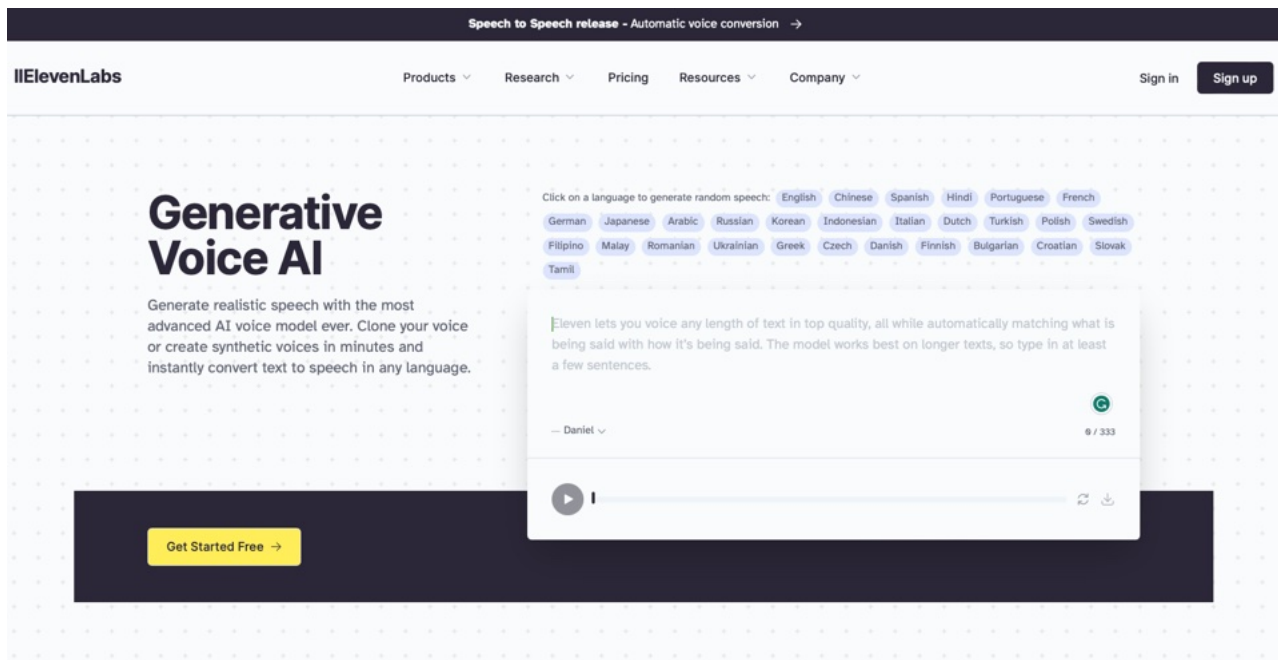 Speech to Speech release - Automatic voice conversion →
IIElevenLabs
Products Research Pricing Resources Company
Sign in Sign up
Generative
Voice AI
Generate realistic speech with the most
advanced AI voice model ever. Clone your voice
or create synthetic voices in minutes and
instantly convert text to speech in any language.
Click on a language to generate random speech: English Chinese Spanish Hindi Portuguese French
German Japanese Arabic Russian Korean Indonesian Italian Dutch Turkish Polish Swedish
Filipino Malay Romanian Ukrainian Greek Czech Danish Finnish Bulgarian Croatian Slovak
Tamil
Eleven lets you voice any length of text in top quality, all while automatically matching what is
being said with how it's being said. The model works best on longer texts, so type in at least
a few sentences.
— Daniel
0 / 333
Get Started Free →